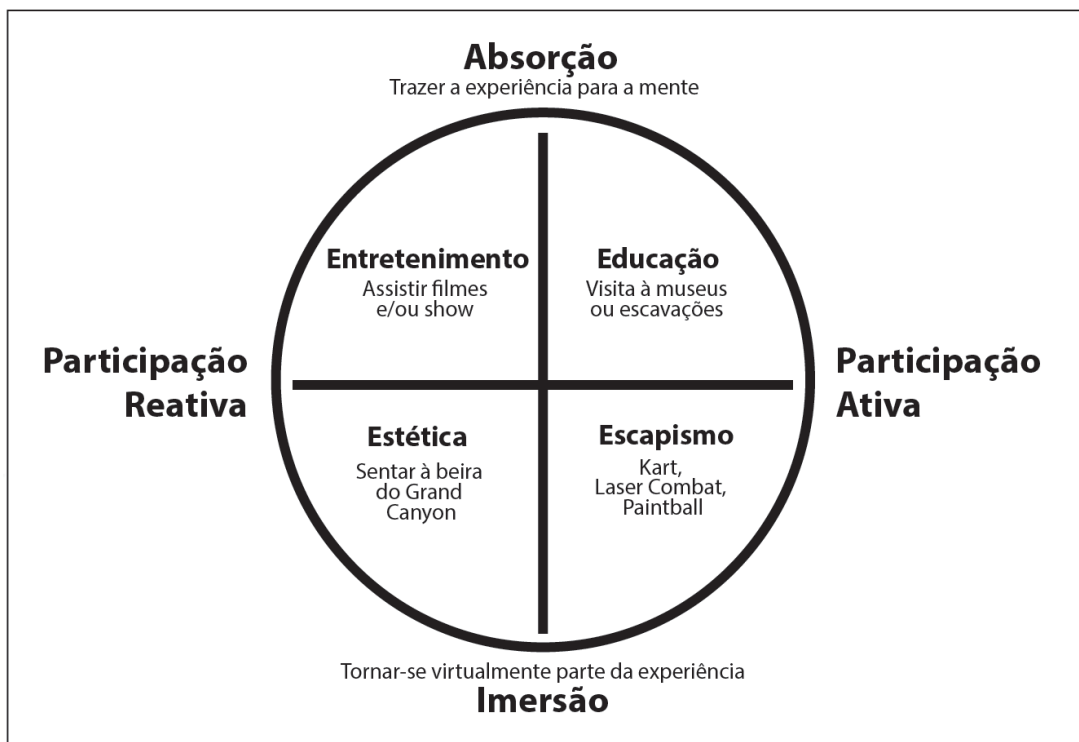 Absorção
Trazer a experiência para a mente
Entretenimento
Assistir filmes
e/ou show
Educação
Visita à museus
ou escavações
Participação
Reativa
Participação
Ativa
Estética
Sentar à beira
do Grand
Canyon
Escapismo
Kart,
Laser Combat,
Paintball
Tornar-se virtualmente parte da experiência
Imersão